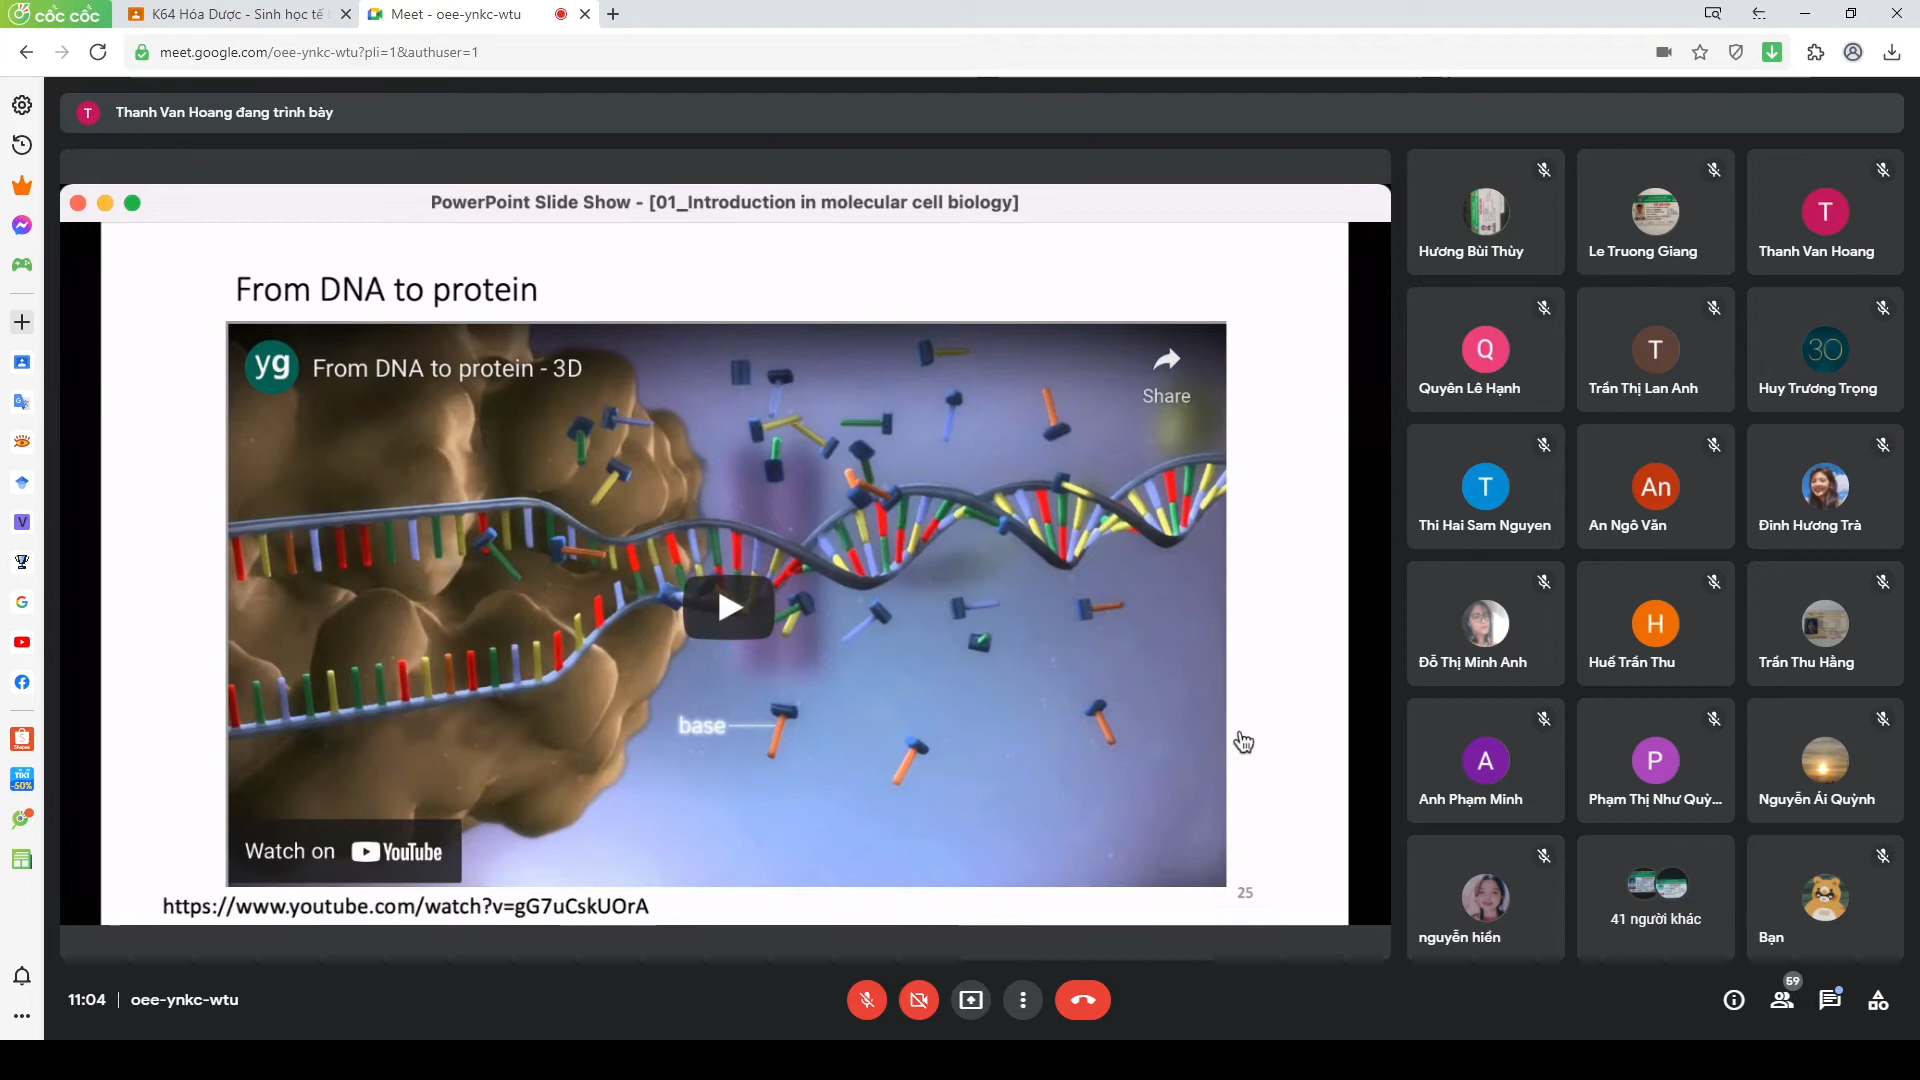 cốc cốc
K64 Hóa Dược - Sinh học tế
Meet - oee-ynkc-wtu
meet.google.com/oee-ynkc-wtu?pli=1&authuser=1
T
Thanh Van Hoang đang trình bày
PowerPoint Slide Show - [01_Introduction in molecular cell biology]
From DNA to protein
yg
From DNA to protein - 3D
Share
base
Watch on YouTube
25
https://www.youtube.com/watch?v=gG7uCskUOrA
Hương Bùi Thùy
Le Truong Giang
T
Thanh Van Hoang
Q
Quyên Lê Hạnh
T
Trần Thị Lan Anh
30
Huy Trương Trọng
T
Thi Hai Sam Nguyen
An
An Ngô Văn
Đinh Hương Trà
Đỗ Thị Minh Anh
H
Huế Trần Thu
Trần Thu Hằng
A
Anh Phạm Minh
P
Phạm Thị Như Quỳ...
Nguyễn Ái Quỳnh
nguyễn hiền
41 người khác
Bạn
V
G
Shopee
TIKI
-50%
11:04
oee-ynkc-wtu
59